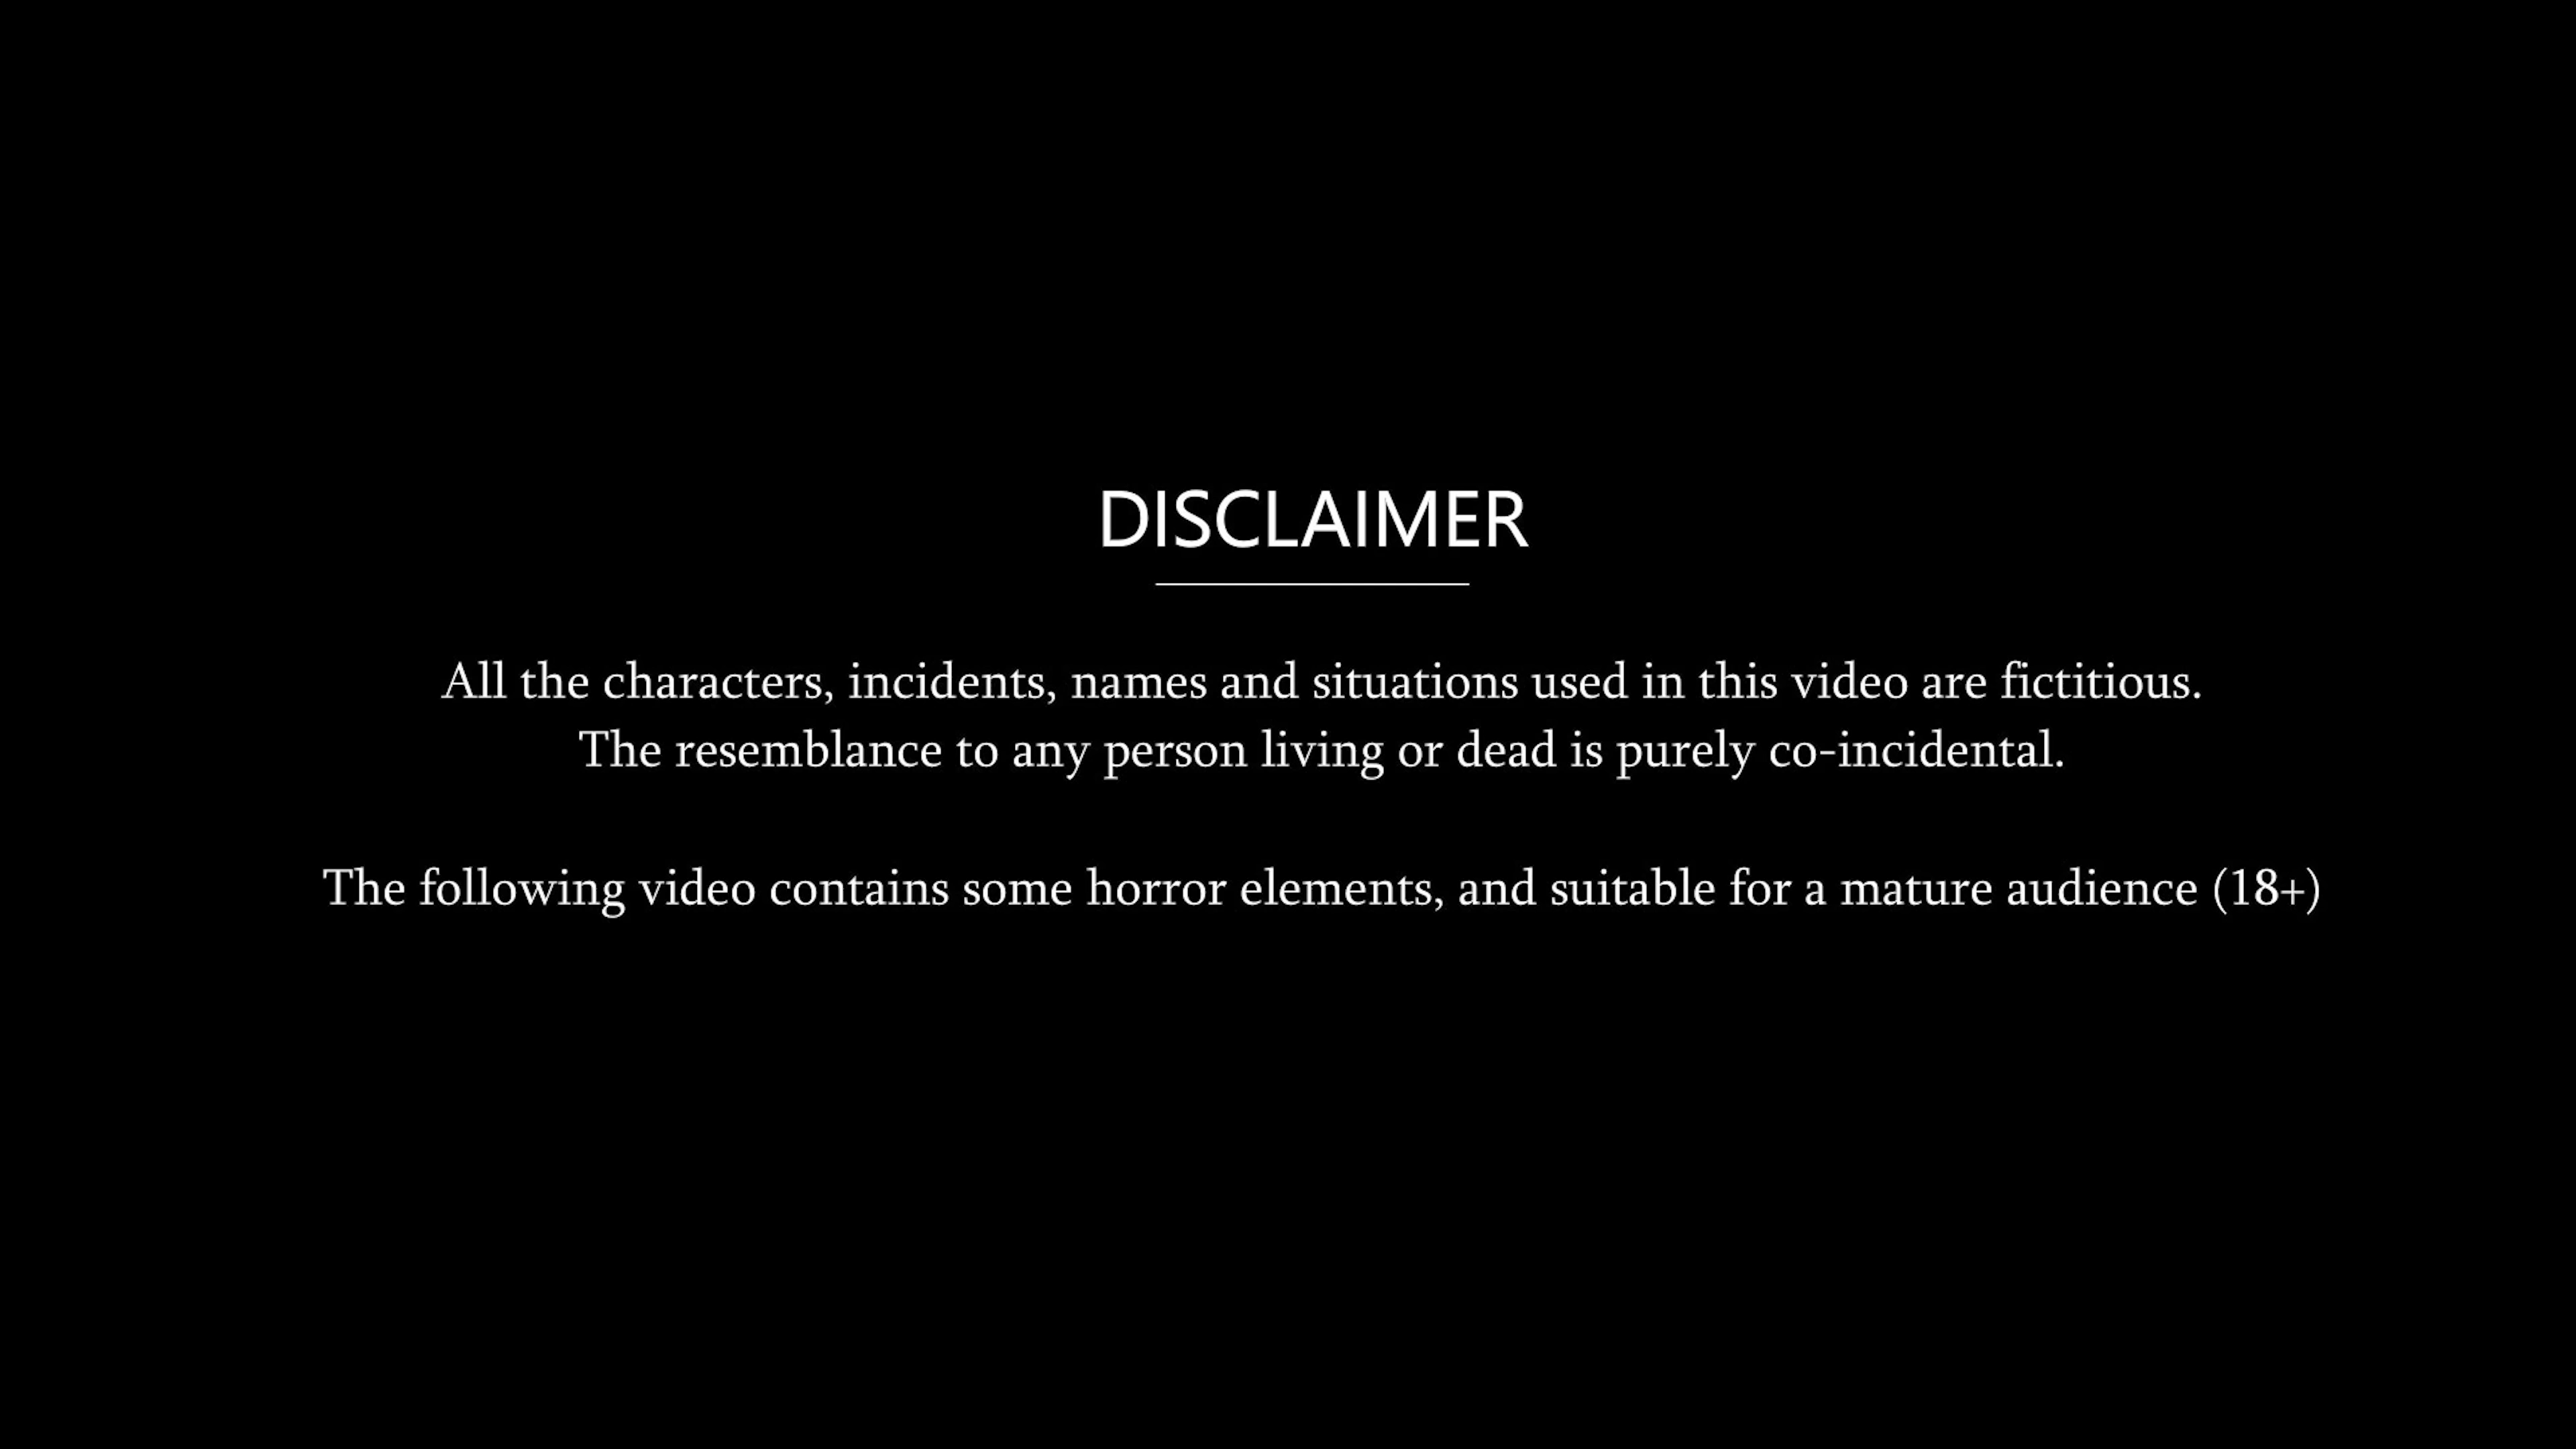 DISCLAIMER
All the characters, incidents, names and situations used in this video are fictitious.
The resemblance to any person living or dead is purely co-incidental.
The following video contains some horror elements, and suitable for a mature audience (18+)